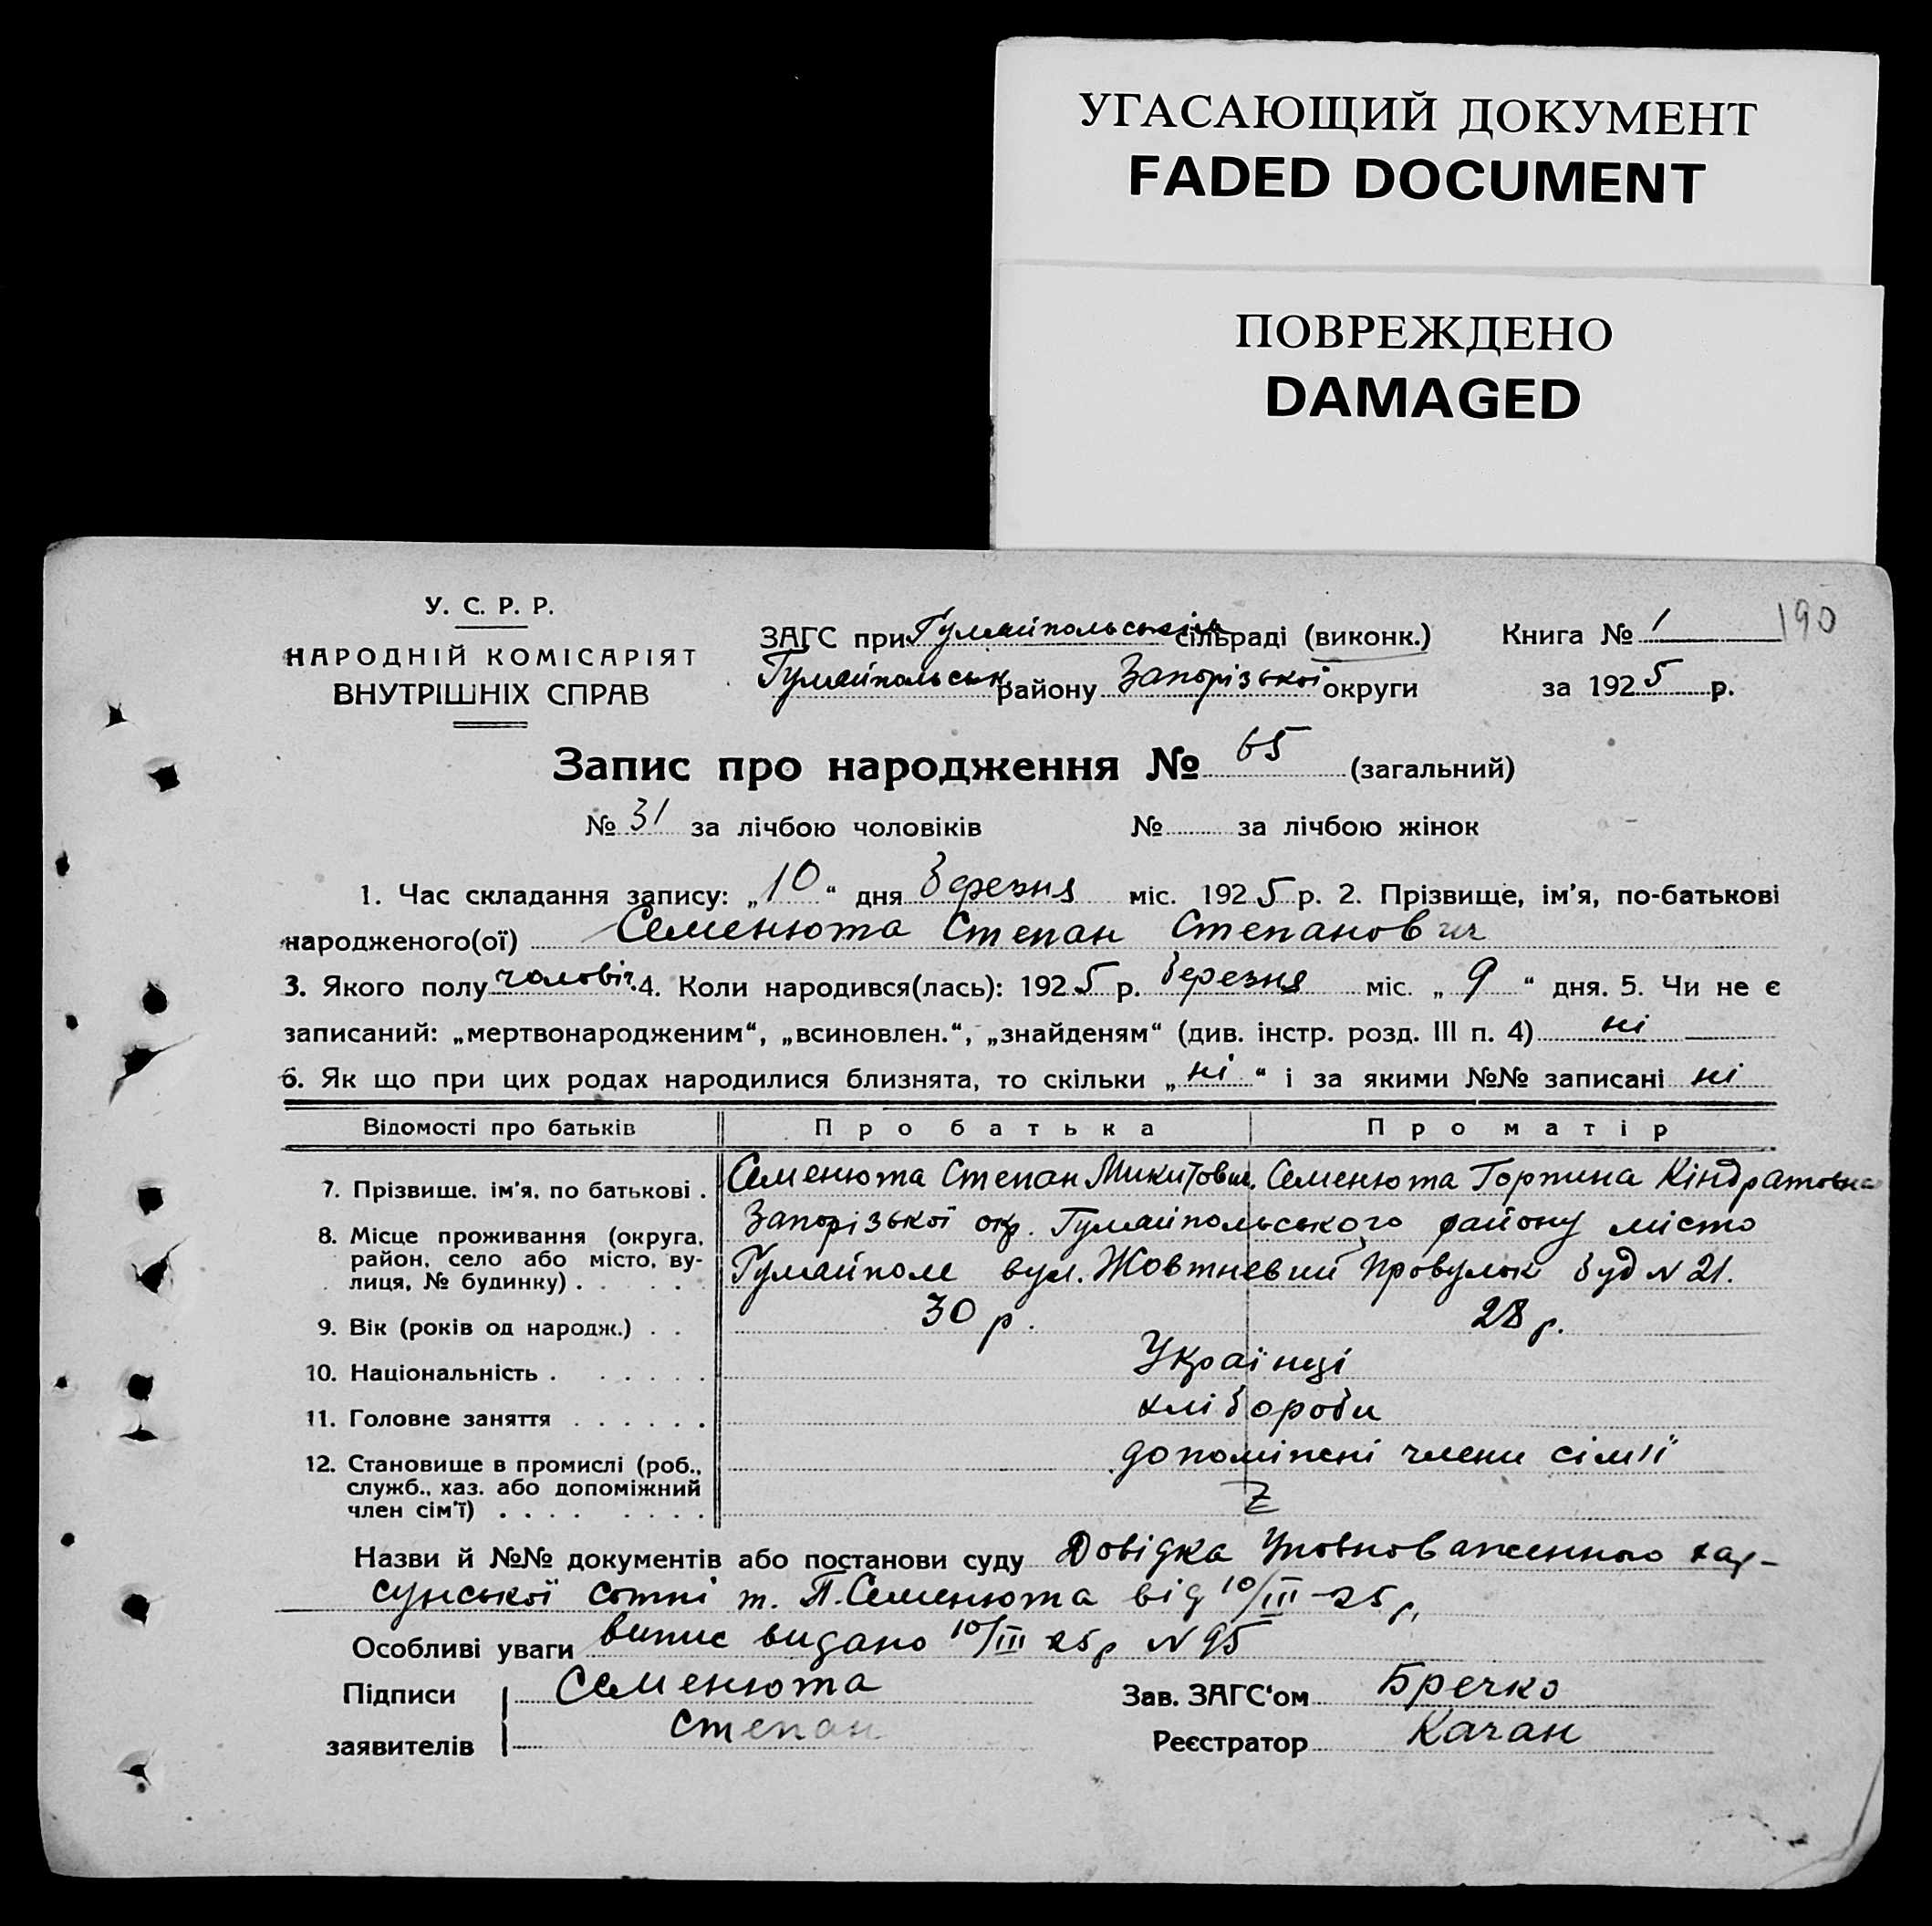 УГАСАЮЩИЙ ДОКУМЕНТ
FADED DOCUMENT
ПОВРЕЖДЕНО
DAMAGED
190
У. С. Р. Р.
НАРОДНІЙ КОМІСАРІЯТ
ВНУТРІШНІХ СПРАВ
ЗАГС при Гуляйпольськім сільраді (виконк.) Книга № 1
Гуляйпольськ. району Запорізької округи за 1925 р.
Запис про народження № 65 (загальний)
№ 31 за лічбою чоловіків № за лічбою жінок
1. Час складання запису: „10“ дня березня міс. 1925 р. 2. Прізвище, ім'я, по-батькові
народженого(ої) Семенюта Степан Степанович
3. Якого полу чоловіч. 4. Коли народився(лась): 1925 р. березня міс. „9“ дня. 5. Чи не є
записаний: „мертвонародженим“, „всиновлен.“, „знайденям“ (див. інстр. розд. III п. 4) ні
6. Як що при цих родах народилися близнята, то скільки „ні“ і за якими №№ записані ні
Відомості про батьків Про батька Про матір
7. Прізвище, ім'я, по батькові . Семенюта Степан Микитович. Семенюта Горпина Кіндратовна
8. Місце проживання (округа, район, село або місто, вулиця, № будинку) . . . . Запорізької окр. Гуляйпольського району місто
Гуляйполе вул. Жовтневий провулок буд N 21.
9. Вік (років од народж.) . . 30 р. 28 р.
10. Національність . . . . . . Українці
11. Головне заняття . . . . . . хлібороби
12. Становище в промислі (роб., служб., хаз. або допоміжний член сім'ї) . . . . . . . . допоміжні члени сім'ї
Z
Назви й №№ документів або постанови суду Довідка Уповноваженного хер-
сунської сотні т. П. Семенюта від 10/III-25 р.
Особливі уваги випис видано 10/III 25 р N 95
Підписи Семенюта Зав. ЗАГС‘ом Бречко
заявителів Степан Реєстратор Качан